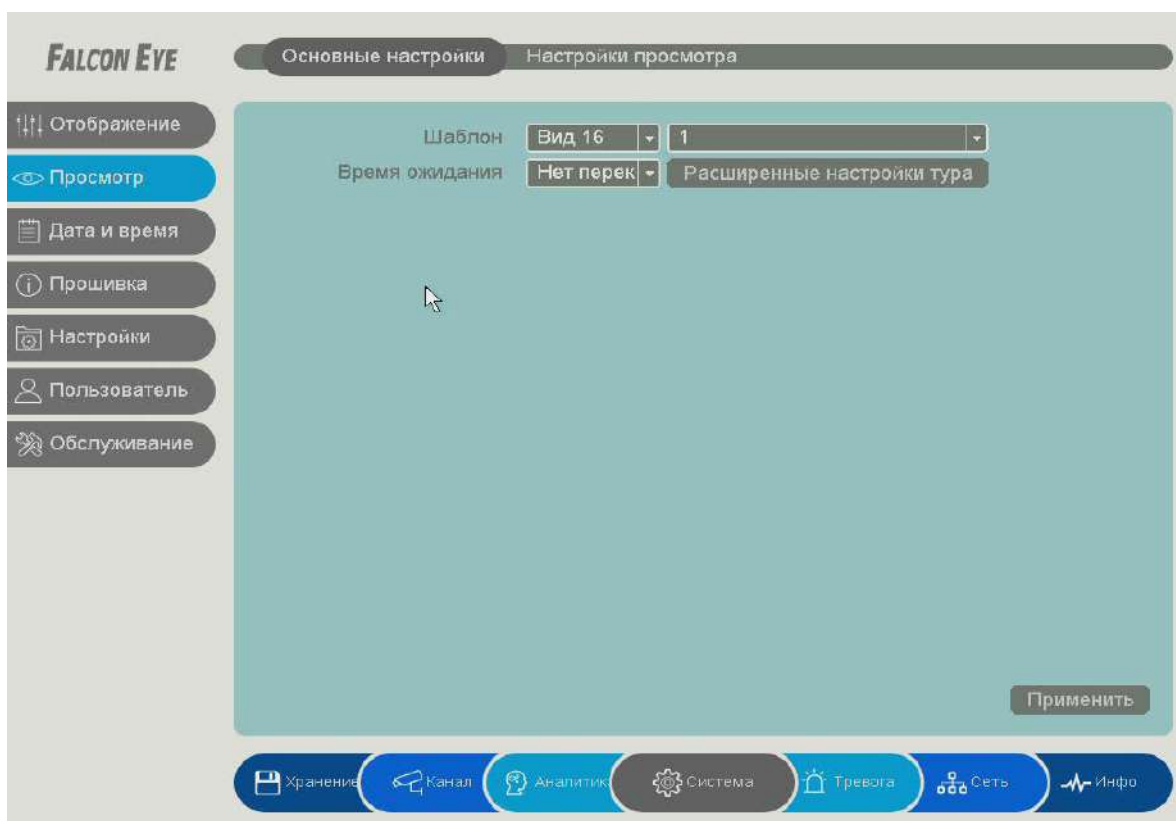 FALCON EYE
Основные настройки Настройки просмотра
Отображение
Просмотр
Дата и время
Прошивка
Настройки
Пользователь
Обслуживание
Шаблон Вид 16 1
Время ожидания Нет перек Расширенные настройки тура
Применить
Хранение Канал Аналитик Система Тревога Сеть Инфо